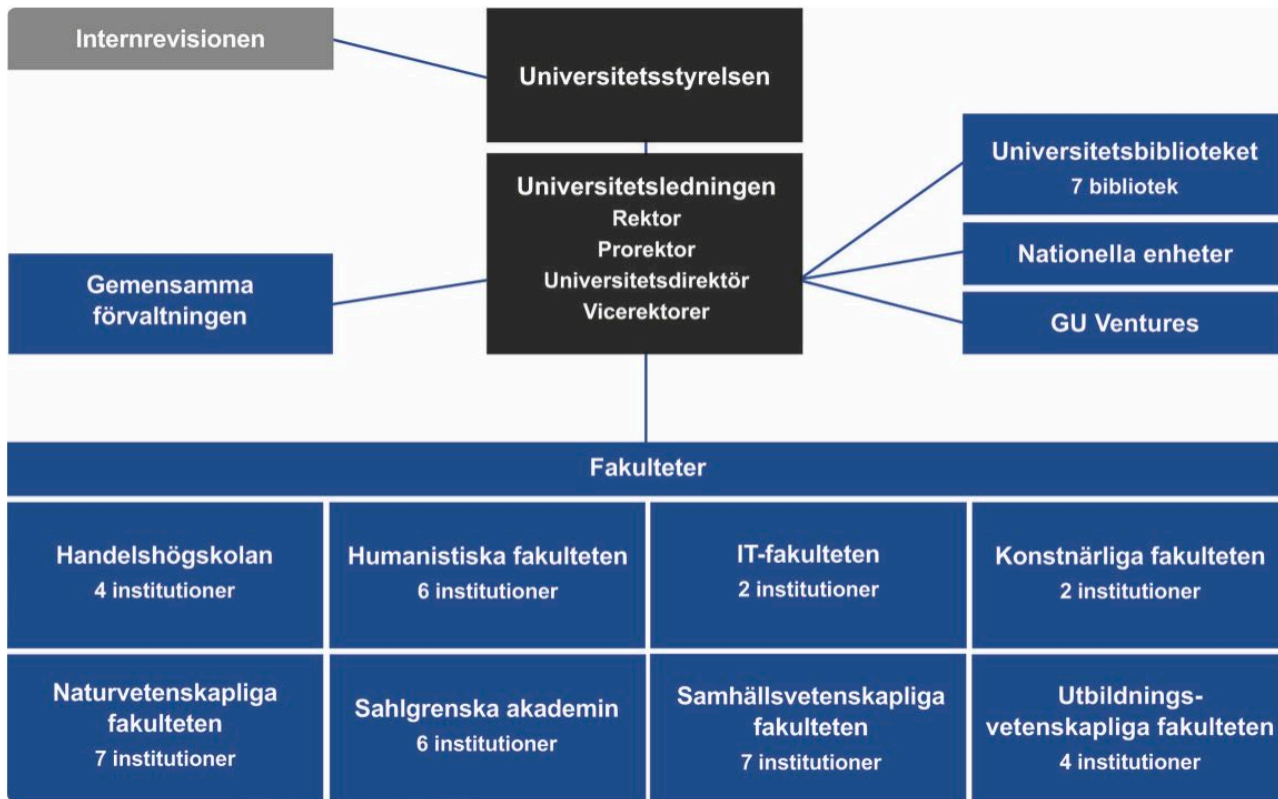 Internrevisionen
Universitetsstyrelsen
Universitetsledningen
Rektor
Prorektor
Universitetsdirektör
Vicerektorer
Universitetsbiblioteket
7 bibliotek
Nationella enheter
GU Ventures
Gemensamma
förvaltningen
Fakulteter
Handelshögskolan
4 institutioner
Humanistiska fakulteten
6 institutioner
IT-fakulteten
2 institutioner
Konstnärliga fakulteten
2 institutioner
Naturvetenskapliga
fakulteten
7 institutioner
Sahlgrenska akademin
6 institutioner
Samhällsvetenskapliga
fakulteten
7 institutioner
Utbildnings-
vetenskapliga fakulteten
4 institutioner